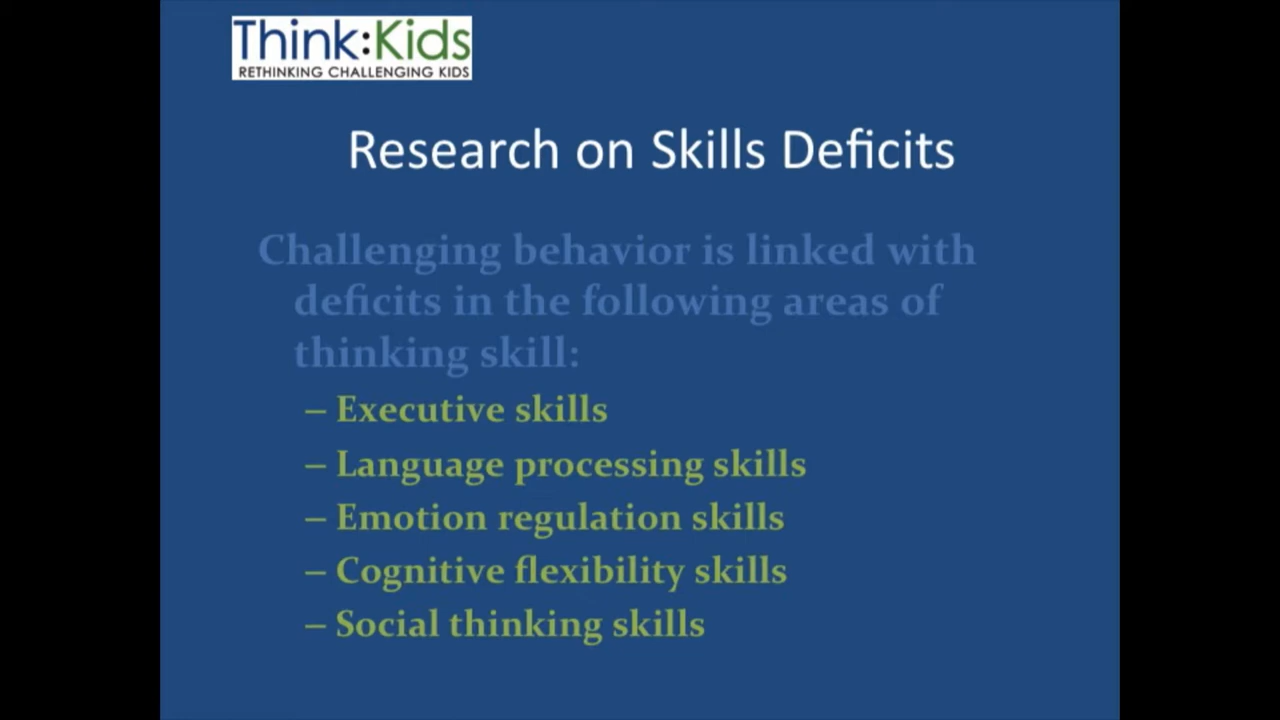 Think:Kids
RETHINKING CHALLENGING KIDS
Research on Skills Deficits
Challenging behavior is linked with
deficits in the following areas of
thinking skill:
– Executive skills
– Language processing skills
– Emotion regulation skills
– Cognitive flexibility skills
– Social thinking skills